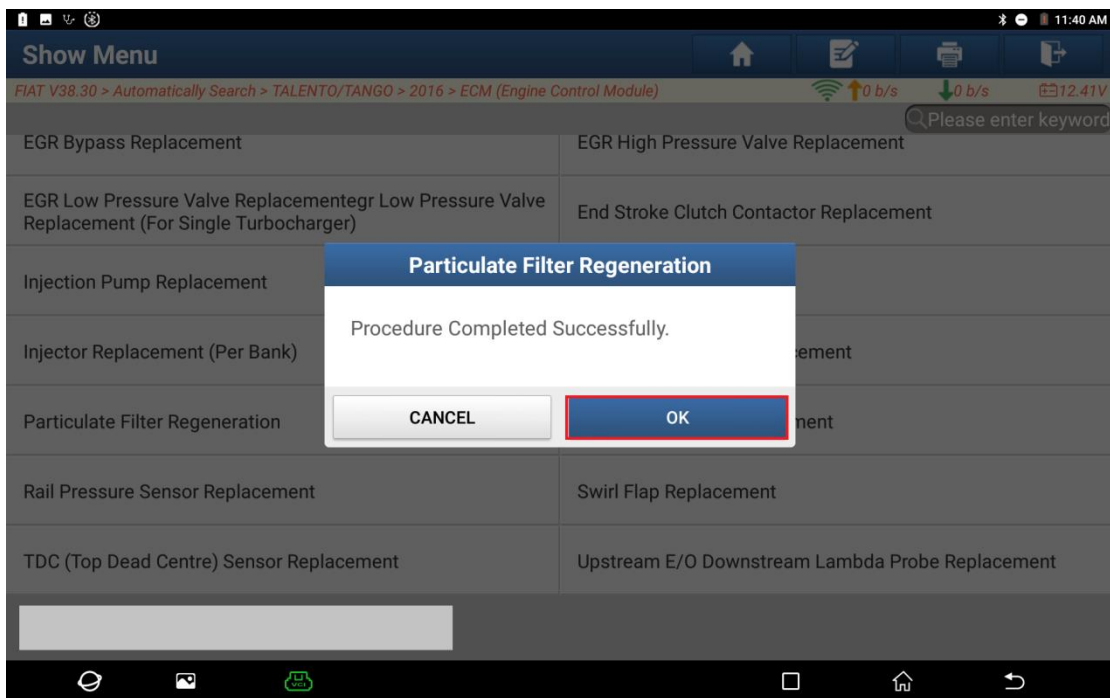 11:40 AM
Show Menu
FIAT V38.30 > Automatically Search > TALENTO/TANGO > 2016 > ECM (Engine Control Module)
0 b/s
0 b/s
12.41V
Please enter keyword
EGR Bypass Replacement
EGR High Pressure Valve Replacement
EGR Low Pressure Valve Replacementegr Low Pressure Valve
Replacement (For Single Turbocharger)
End Stroke Clutch Contactor Replacement
Particulate Filter Regeneration
Injection Pump Replacement
Procedure Completed Successfully.
Injector Replacement (Per Bank)
ement
Particulate Filter Regeneration
CANCEL
OK
ment
Rail Pressure Sensor Replacement
Swirl Flap Replacement
TDC (Top Dead Centre) Sensor Replacement
Upstream E/O Downstream Lambda Probe Replacement
VCI